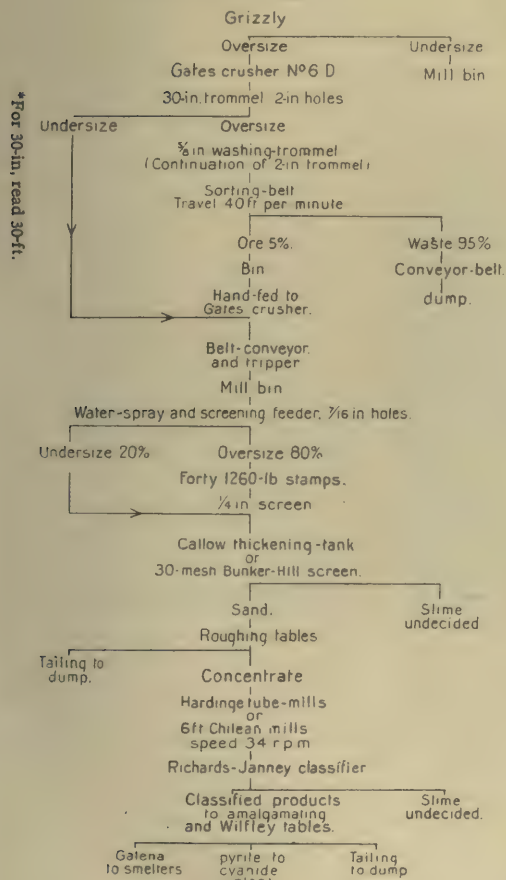 Grizzly
Oversize
Undersize
Gates crusher Nº6 D
Mill bin
30-in. trommel 2-in holes
Undersize
Oversize
5/8 in washing-trommel
(Continuation of 2-in trommel)
Sorting-belt
Travel 40ft per minute
Ore 5%.
Waste 95%
Bin
Conveyor-belt
Hand-fed to
dump.
Gates crusher.
Belt-conveyor.
and tripper
Mill bin
Water-spray and screening feeder, 7/16 in holes.
Undersize 20%
Oversize 80%
Forty 1260-lb stamps.
1/4 in screen
Callow thickening-tank
or
30-mesh Bunker-Hill screen.
Sand.
Slime
undecided
Roughing tables
Tailing to
dump.
Concentrate
Hardinge tube-mills
or
6ft Chilean mills
speed 34 rpm
Richards-Janney classifier
Classified products
to amalgamating
and Wilfley tables.
Slime
undecided.
Galena
to smelters
pyrite to
cyanide
Tailing
to dump
*For 30-in, read 30-ft.